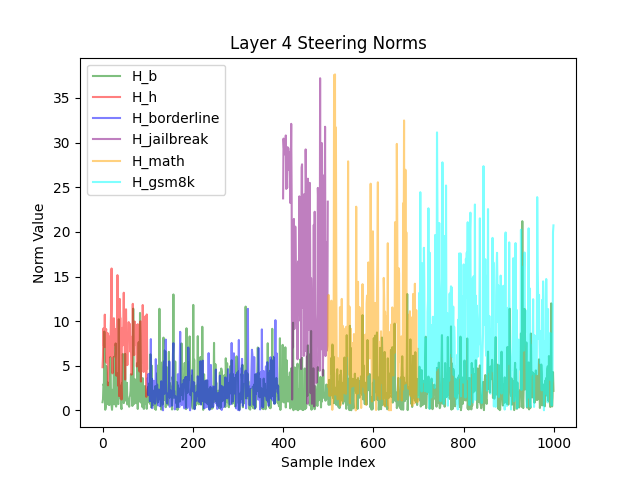 Layer 4 Steering Norms
H_b
H_h
H_borderline
H_jailbreak
H_math
H_gsm8k
Norm Value
35
30
25
20
15
10
5
0
0 200 400 600 800 1000
Sample Index